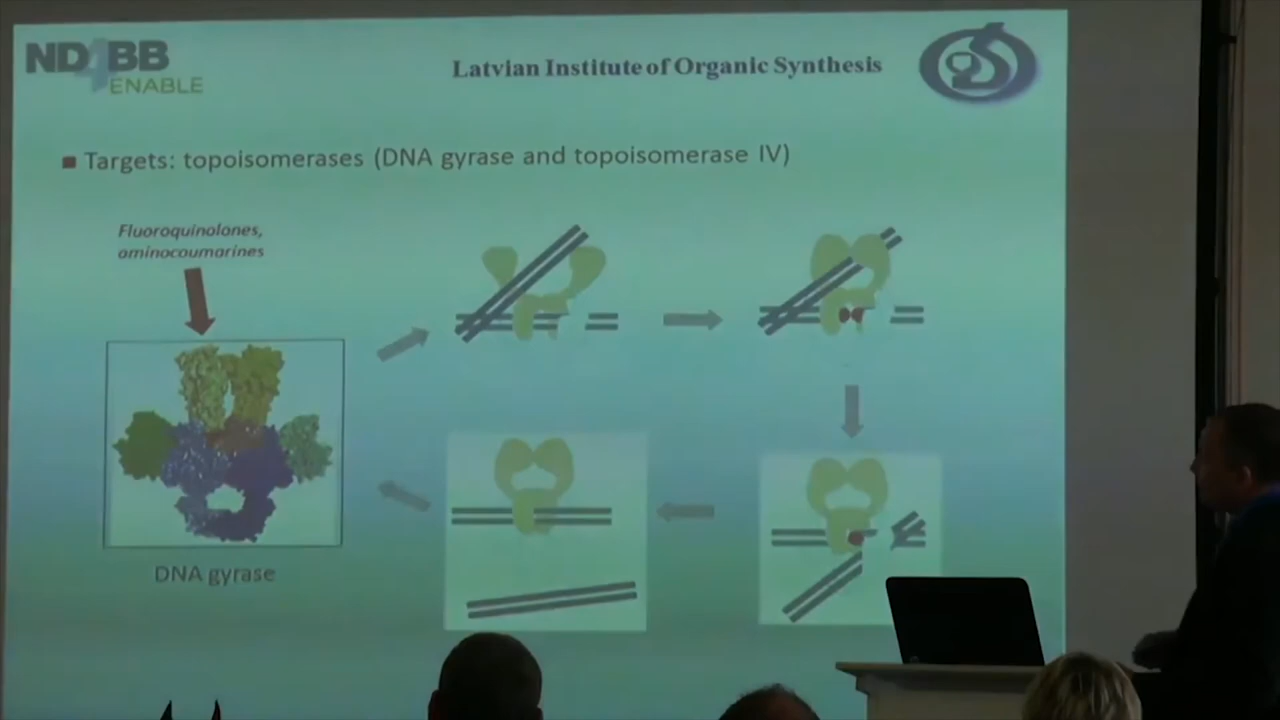 ND4BB
ENABLE
Latvian Institute of Organic Synthesis
Targets: topoisomerases (DNA gyrase and topoisomerase IV)
Fluoroquinolones,
aminocoumarines
DNA gyrase